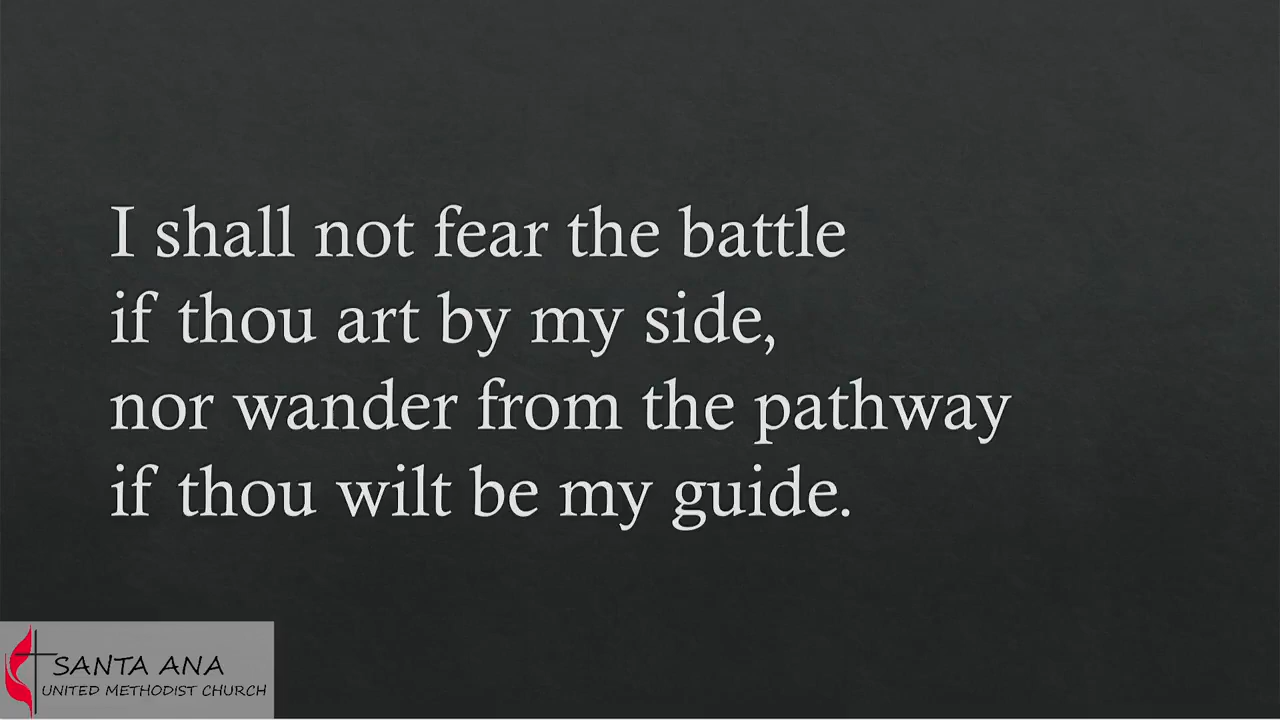 I shall not fear the battle
if thou art by my side,
nor wander from the pathway
if thou wilt be my guide.
SANTA ANA
UNITED METHODIST CHURCH